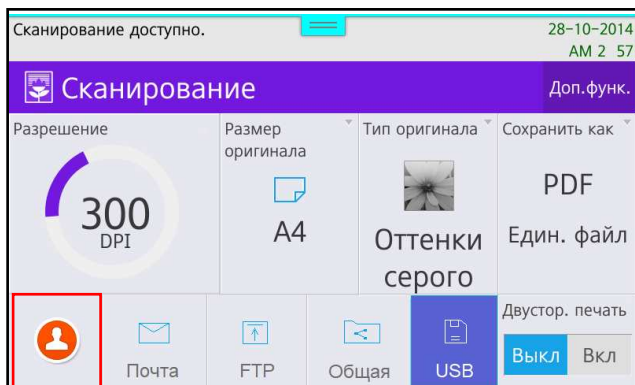 Сканирование доступно.
28-10-2014
AM 2 57
Сканирование
Доп.функ.
Разрешение
300
DPI
Размер
оригинала
A4
Тип оригинала
Оттенки
серого
Сохранить как
PDF
Един. файл
Почта
FTP
Общая
USB
Двустор. печать
Выкл
Вкл